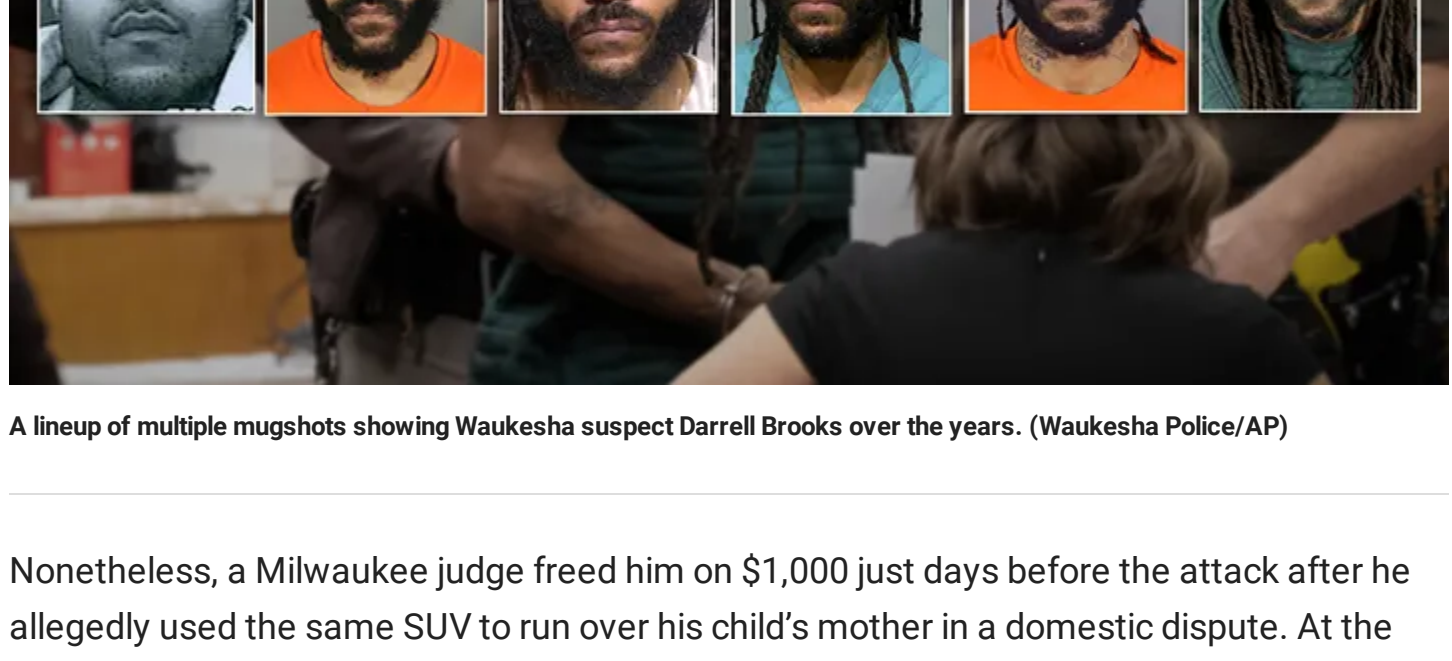 A lineup of multiple mugshots showing Waukesha suspect Darrell Brooks over the years. (Waukesha Police/AP)
Nonetheless, a Milwaukee judge freed him on $1,000 just days before the attack after he
allegedly used the same SUV to run over his child’s mother in a domestic dispute. At the